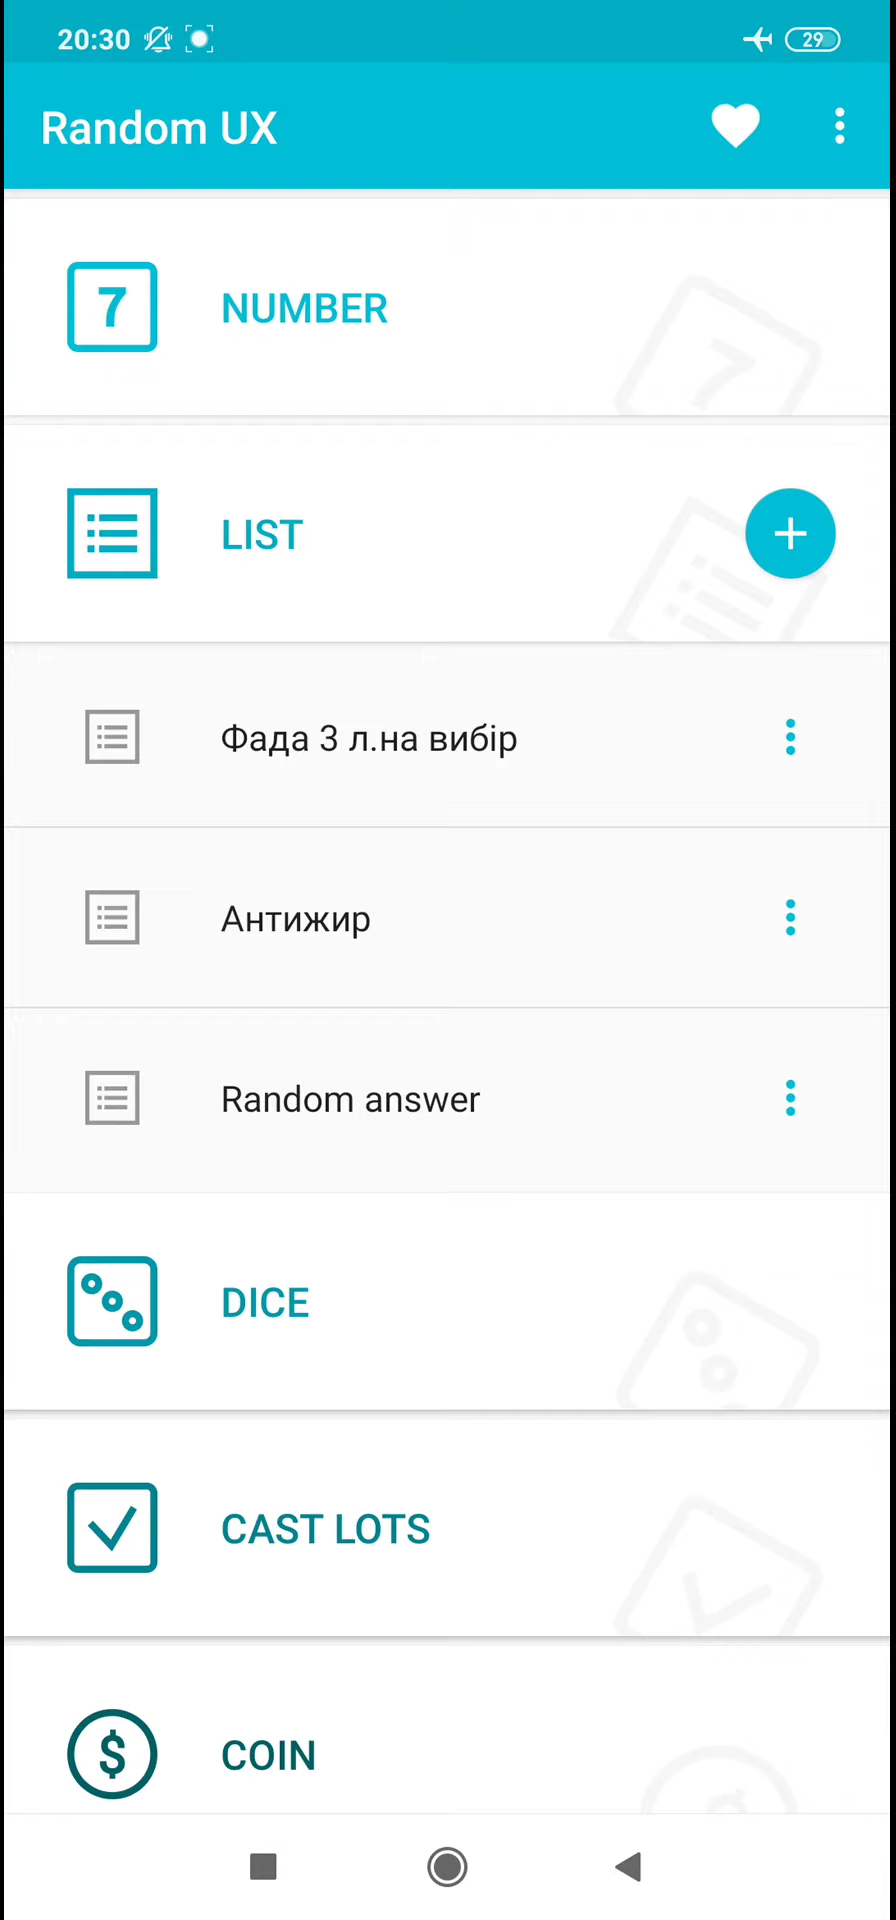 20:30
29
Random UX
7
NUMBER
LIST
Фада 3 л.на вибір
Антижир
Random answer
DICE
CAST LOTS
$
COIN